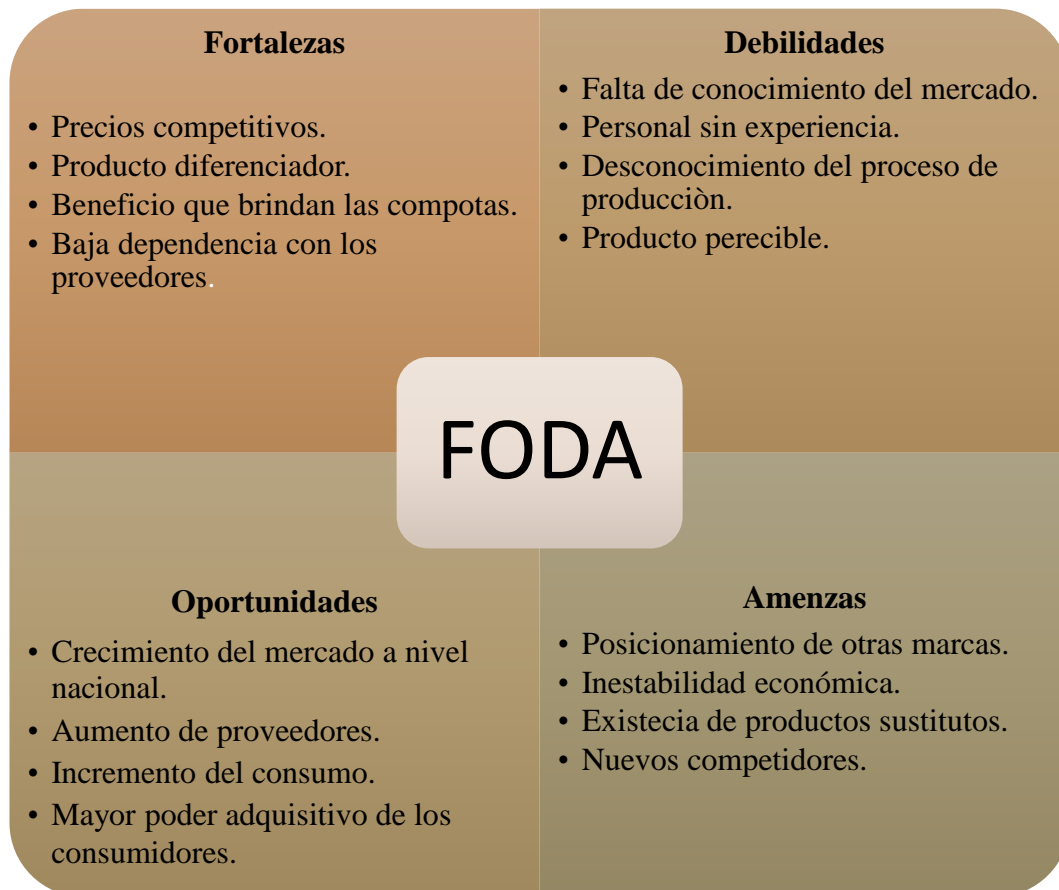 Fortalezas
• Precios competitivos.
• Producto diferenciador.
• Beneficio que brindan las compotas.
• Baja dependencia con los
proveedores.
Debilidades
• Falta de conocimiento del mercado.
• Personal sin experiencia.
• Desconocimiento del proceso de
producciòn.
• Producto perecible.
FODA
Oportunidades
• Crecimiento del mercado a nivel
nacional.
• Aumento de proveedores.
• Incremento del consumo.
• Mayor poder adquisitivo de los
consumidores.
Amenzas
• Posicionamiento de otras marcas.
• Inestabilidad económica.
• Existecia de productos sustitutos.
• Nuevos competidores.